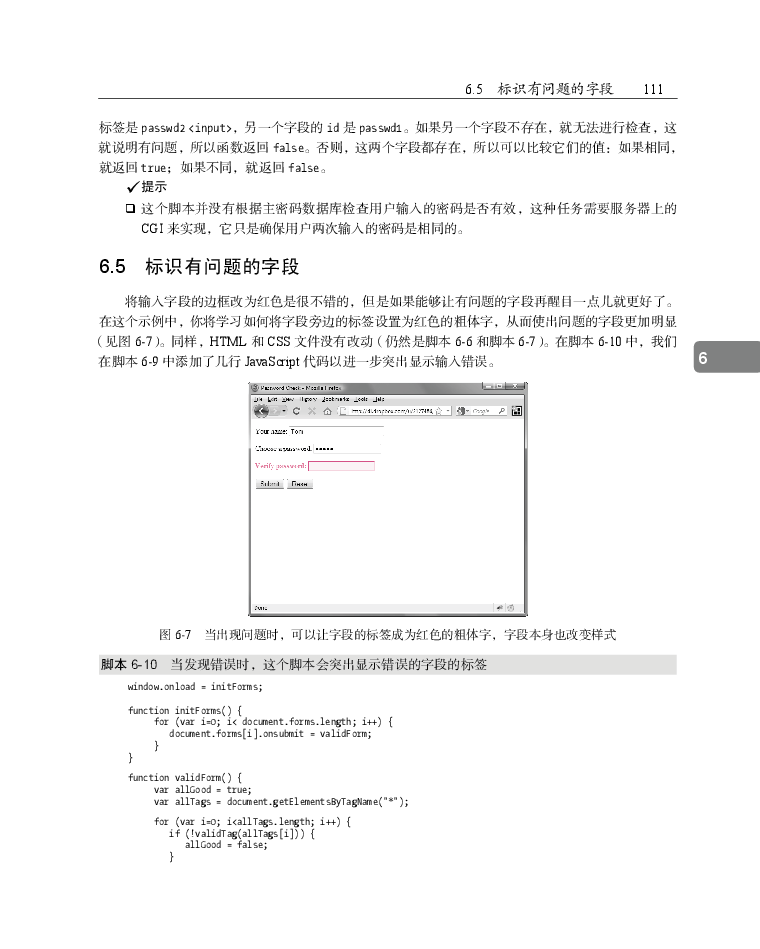 6.5 标识有问题的字段 111
标签是 passwd2 <input>，另一个字段的 id 是 passwd1。如果另一个字段不存在，就无法进行检查，这
就说明有问题，所以函数返回 false。否则，这两个字段都存在，所以可以比较它们的值：如果相同，
就返回 true；如果不同，就返回 false。
✓提示
❑ 这个脚本并没有根据主密码数据库检查用户输入的密码是否有效，这种任务需要服务器上的
CGI 来实现，它只是确保用户两次输入的密码是相同的。
6.5 标识有问题的字段
将输入字段的边框改为红色是很不错的，但是如果能够让有问题的字段再醒目一点儿就更好了。
在这个示例中，你将学习如何将字段旁边的标签设置为红色的粗体字，从而使出问题的字段更加明显
（见图 6-7）。同样，HTML 和 CSS 文件没有改动（仍然是脚本 6-6 和脚本 6-7）。在脚本 6-10 中，我们
在脚本 6-9 中添加了几行 JavaScript 代码以进一步突出显示输入错误。
6
Password Check - Mozilla Firefox
File Edit View History Bookmarks Tools Help
Google
Your name: Tom
Choose a password: •••••
Verify password:
Submit Reset
Done
图 6-7 当出现问题时，可以让字段的标签成为红色的粗体字，字段本身也改变样式
脚本 6-10 当发现错误时，这个脚本会突出显示错误的字段的标签
window.onload = initForms;
function initForms() {
for (var i=0; i< document.forms.length; i++) {
document.forms[i].onsubmit = validForm;
}
}
function validForm() {
var allGood = true;
var allTags = document.getElementsByTagName("*");
for (var i=0; i<allTags.length; i++) {
if (!validTag(allTags[i])) {
allGood = false;
}